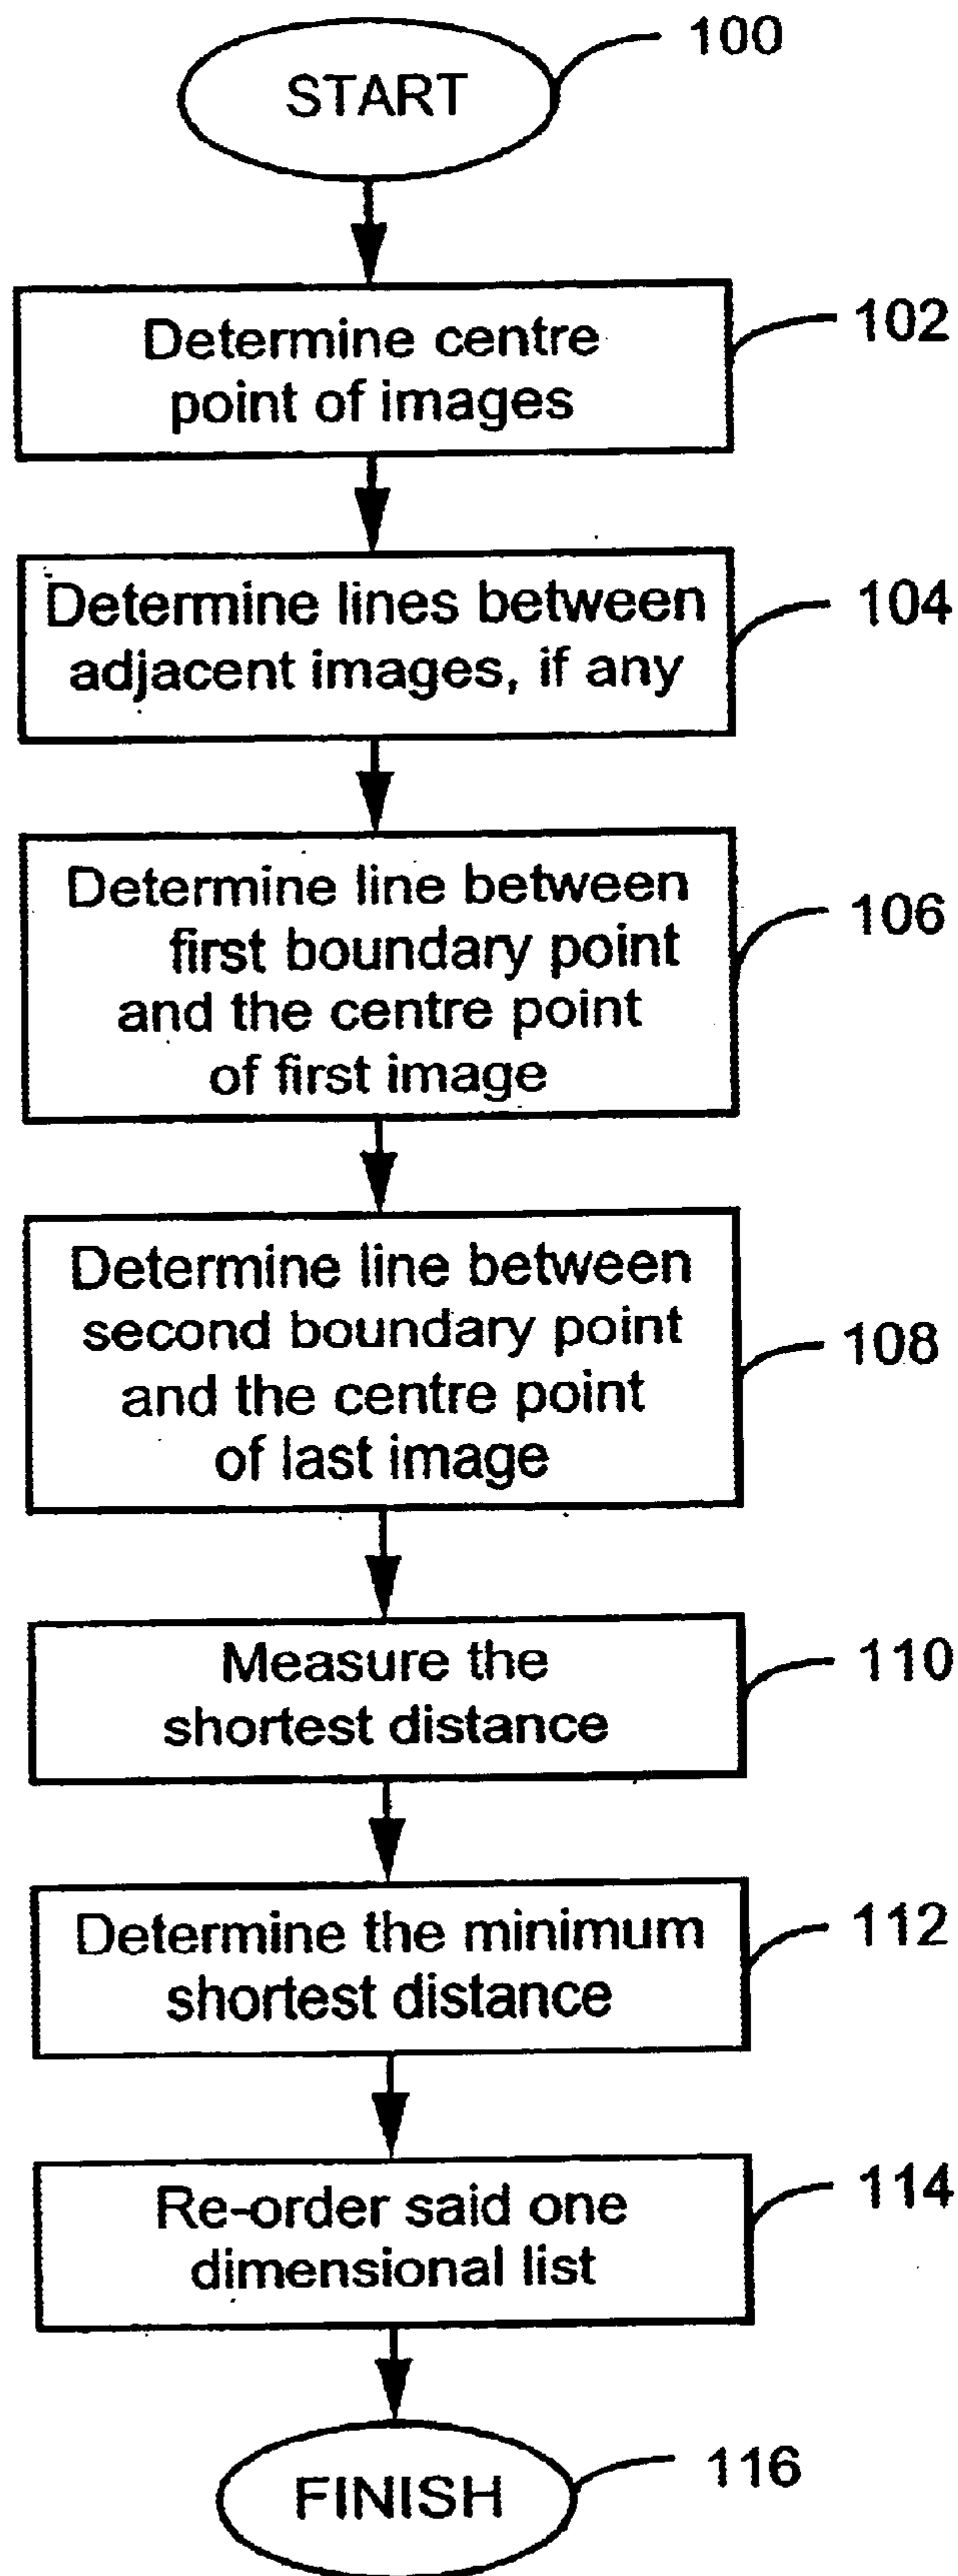 START
100
Determine centre
point of images
102
Determine lines between
adjacent images, if any
104
Determine line between
first boundary point
and the centre point
of first image
106
Determine line between
second boundary point
and the centre point
of last image
108
Measure the
shortest distance
110
Determine the minimum
shortest distance
112
Re-order said one
dimensional list
114
FINISH
116